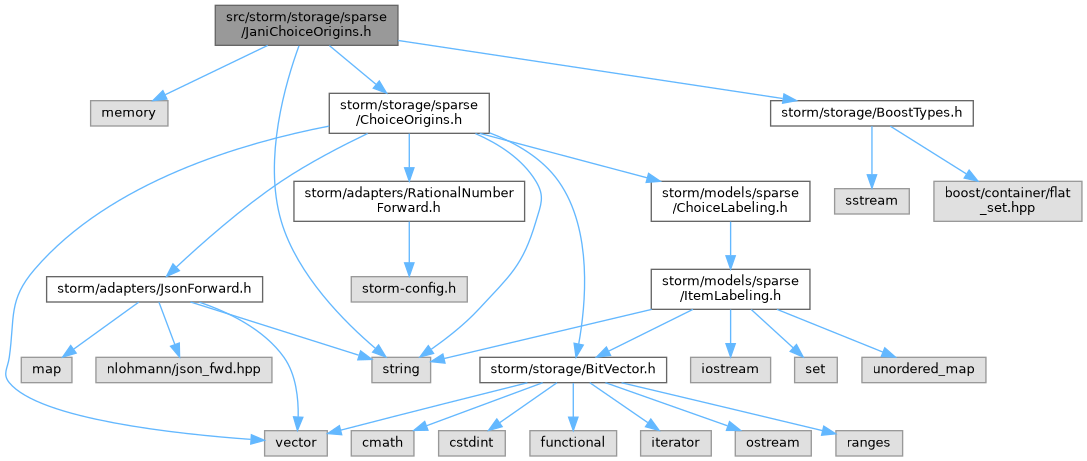 src/storm/storage/sparse
/JaniChoiceOrigins.h
memory
storm/storage/sparse
/ChoiceOrigins.h
storm/storage/BoostTypes.h
storm/adapters/RationalNumber
Forward.h
storm/models/sparse
/ChoiceLabeling.h
sstream
boost/container/flat
_set.hpp
storm/adapters/JsonForward.h
storm-config.h
storm/models/sparse
/ItemLabeling.h
map
nlohmann/json_fwd.hpp
string
storm/storage/BitVector.h
iostream
set
unordered_map
vector
cmath
cstdint
functional
iterator
ostream
ranges